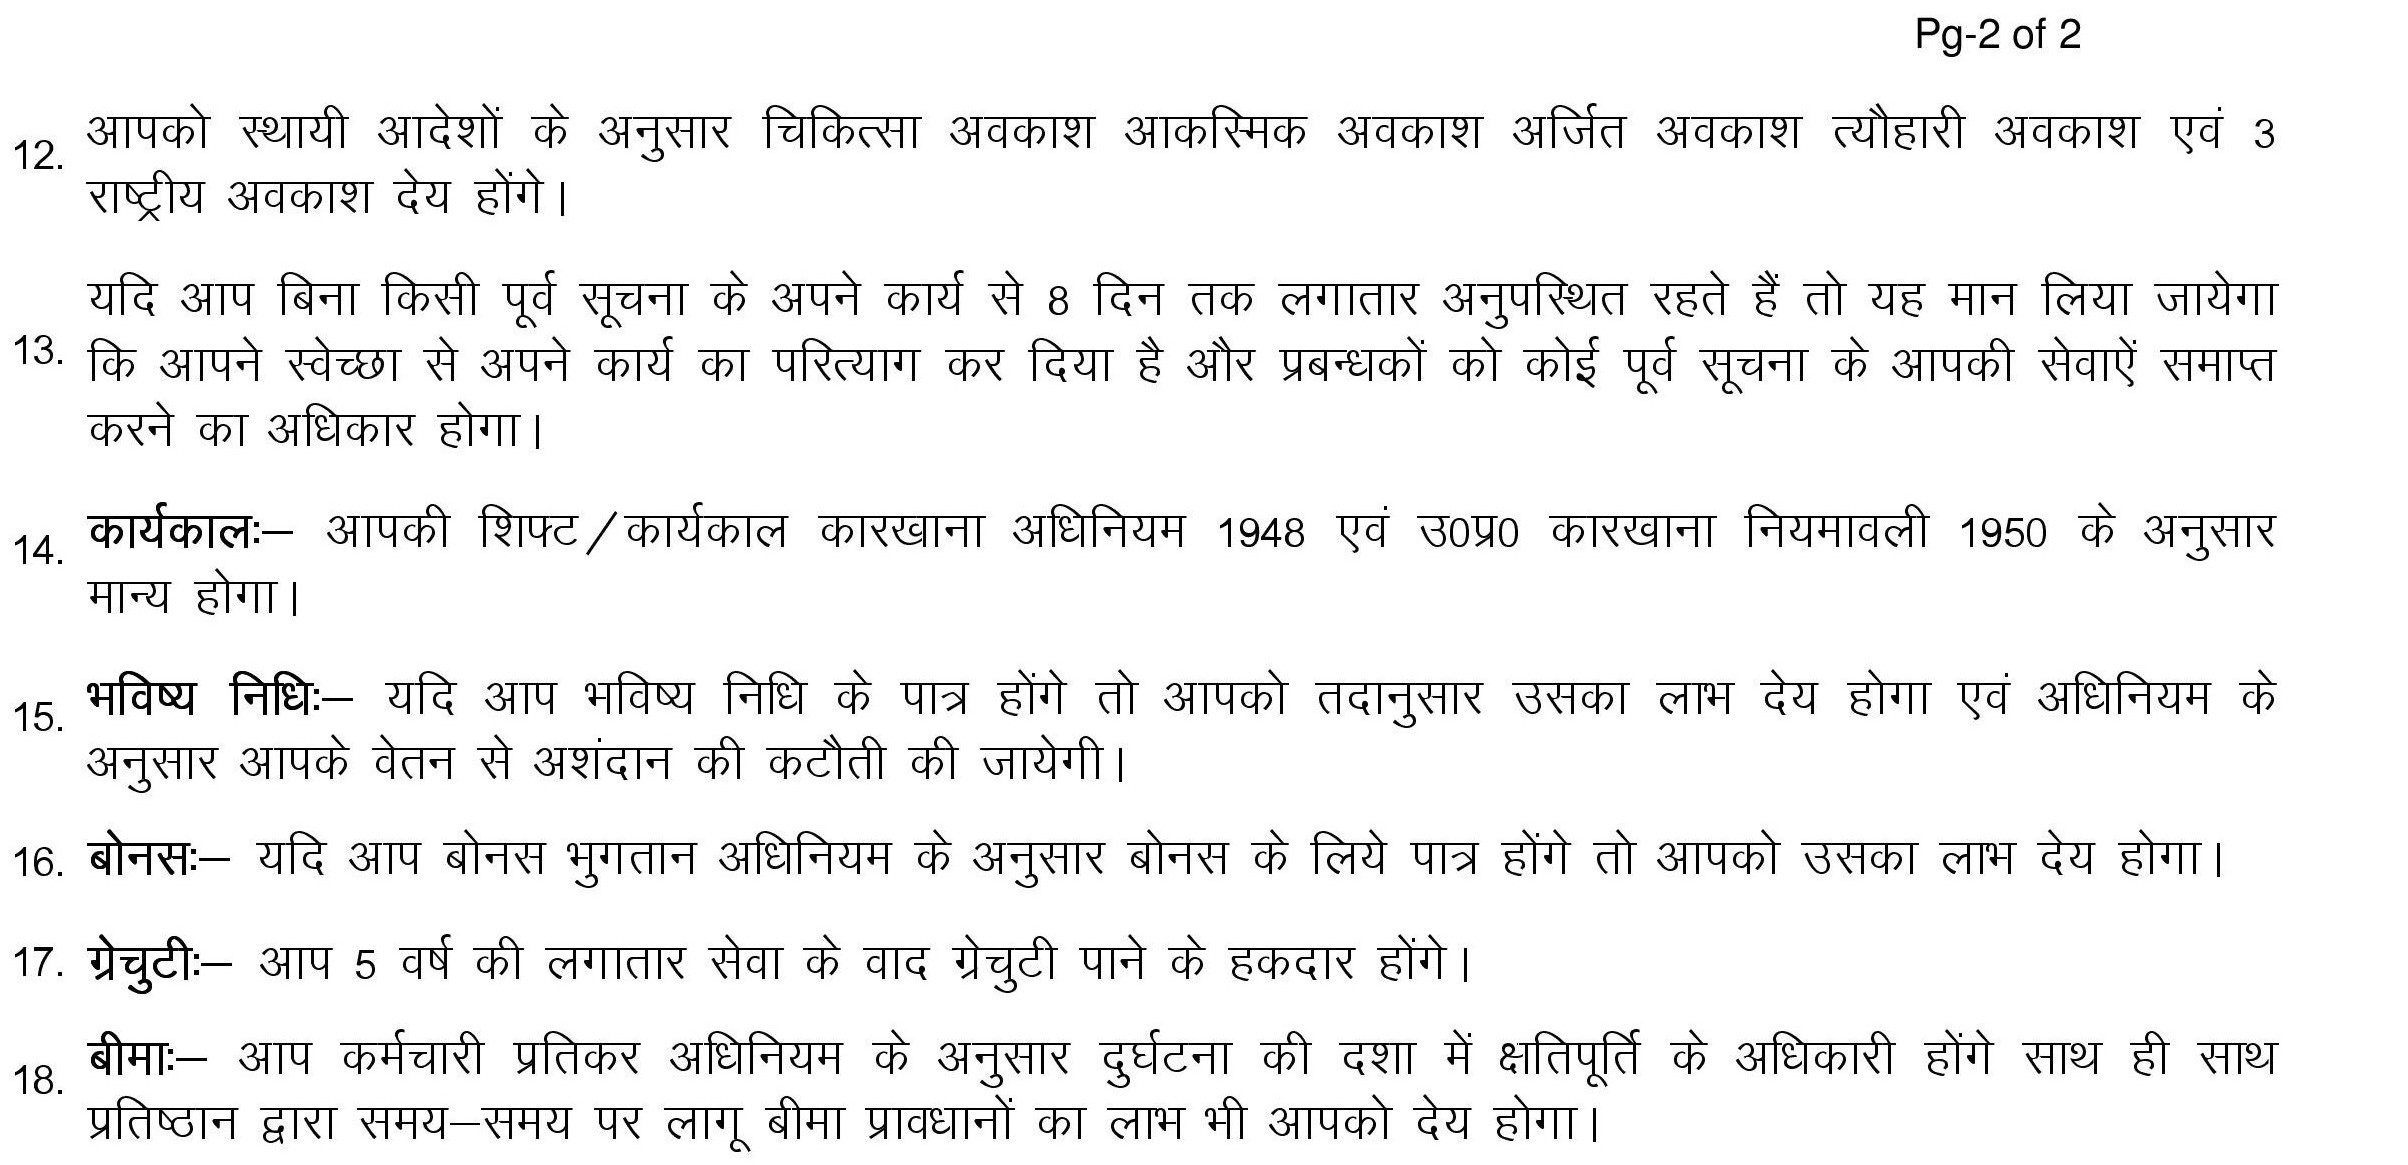 Pg-2 of 2
12. आपको स्थायी आदेशों के अनुसार चिकित्सा अवकाश आकस्मिक अवकाश अर्जित अवकाश त्यौहारी अवकाश एवं 3
राष्ट्रीय अवकाश देय होंगे।
यदि आप बिना किसी पूर्व सूचना के अपने कार्य से 8 दिन तक लगातार अनुपस्थित रहते हैं तो यह मान लिया जायेगा
13. कि आपने स्वेच्छा से अपने कार्य का परित्याग कर दिया है और प्रबन्धकों को कोई पूर्व सूचना के आपकी सेवाऐं समाप्त
करने का अधिकार होगा।
14. कार्यकालः– आपकी शिफ्ट/कार्यकाल कारखाना अधिनियम 1948 एवं उ0प्र0 कारखाना नियमावली 1950 के अनुसार
मान्य होगा।
15. भविष्य निधिः– यदि आप भविष्य निधि के पात्र होंगे तो आपको तदानुसार उसका लाभ देय होगा एवं अधिनियम के
अनुसार आपके वेतन से अशंदान की कटौती की जायेगी।
16. बोनसः– यदि आप बोनस भुगतान अधिनियम के अनुसार बोनस के लिये पात्र होंगे तो आपको उसका लाभ देय होगा।
17. ग्रेचुटीः– आप 5 वर्ष की लगातार सेवा के वाद ग्रेचुटी पाने के हकदार होंगे।
18. बीमाः– आप कर्मचारी प्रतिकर अधिनियम के अनुसार दुर्घटना की दशा में क्षतिपूर्ति के अधिकारी होंगे साथ ही साथ
प्रतिष्ठान द्वारा समय–समय पर लागू बीमा प्रावधानों का लाभ भी आपको देय होगा।